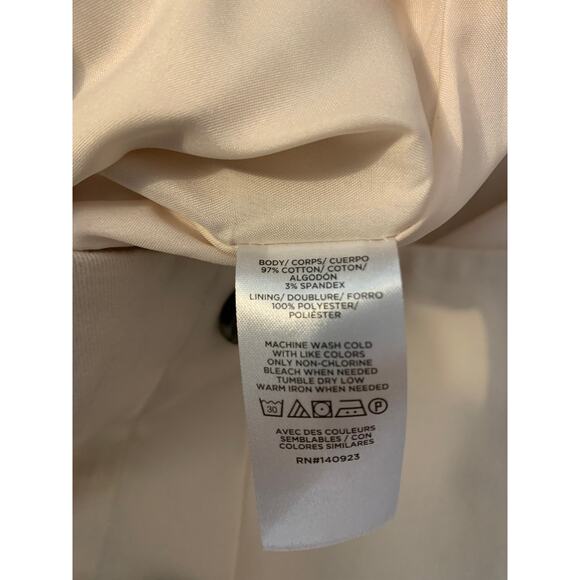 BODY/ CORPS/ CUERPO
97% COTTON/ COTON/
ALGODÓN
3% SPANDEX
LINING/ DOUBLURE/ FORRO
100% POLYESTER/
POLIÉSTER
MACHINE WASH COLD
WITH LIKE COLORS
ONLY NON-CHLORINE
BLEACH WHEN NEEDED
TUMBLE DRY LOW
WARM IRON WHEN NEEDED
30 P
AVEC DES COULEURS
SEMBLABLES / CON
COLORES SIMILARES
RN#140923